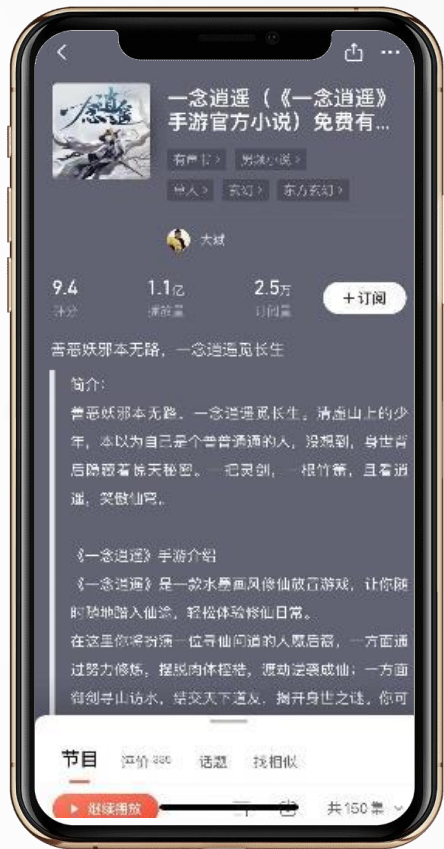 一念逍遥
一念逍遥（《一念逍遥》
手游官方小说）免费有...
有声书 男频小说
单人 玄幻 东方玄幻
大斌
9.4 1.1亿 2.5万 +订阅
评分 播放量 订阅量
善恶妖邪本无路，一念逍遥觅长生
简介：
善恶妖邪本无路，一念逍遥觅长生。清虚山上的少
年，本以为自己是个普普通通的人，没想到，身世背
后隐藏着惊天秘密。一把灵剑，一根竹箫，且看逍
遥，笑傲仙穹。
《一念逍遥》手游介绍
《一念逍遥》是一款水墨画风修仙放置游戏，让你随
时随地踏入仙途，轻松体验修仙日常。
在这里你将扮演一位寻仙问道的人魔后裔，一方面通
过努力修炼，摆脱肉体桎梏，渡劫逆袭成仙；一方面
御剑寻山访水，结交天下道友，揭开身世之谜。你可
节目 评价 话题 找相似
继续播放 共150集